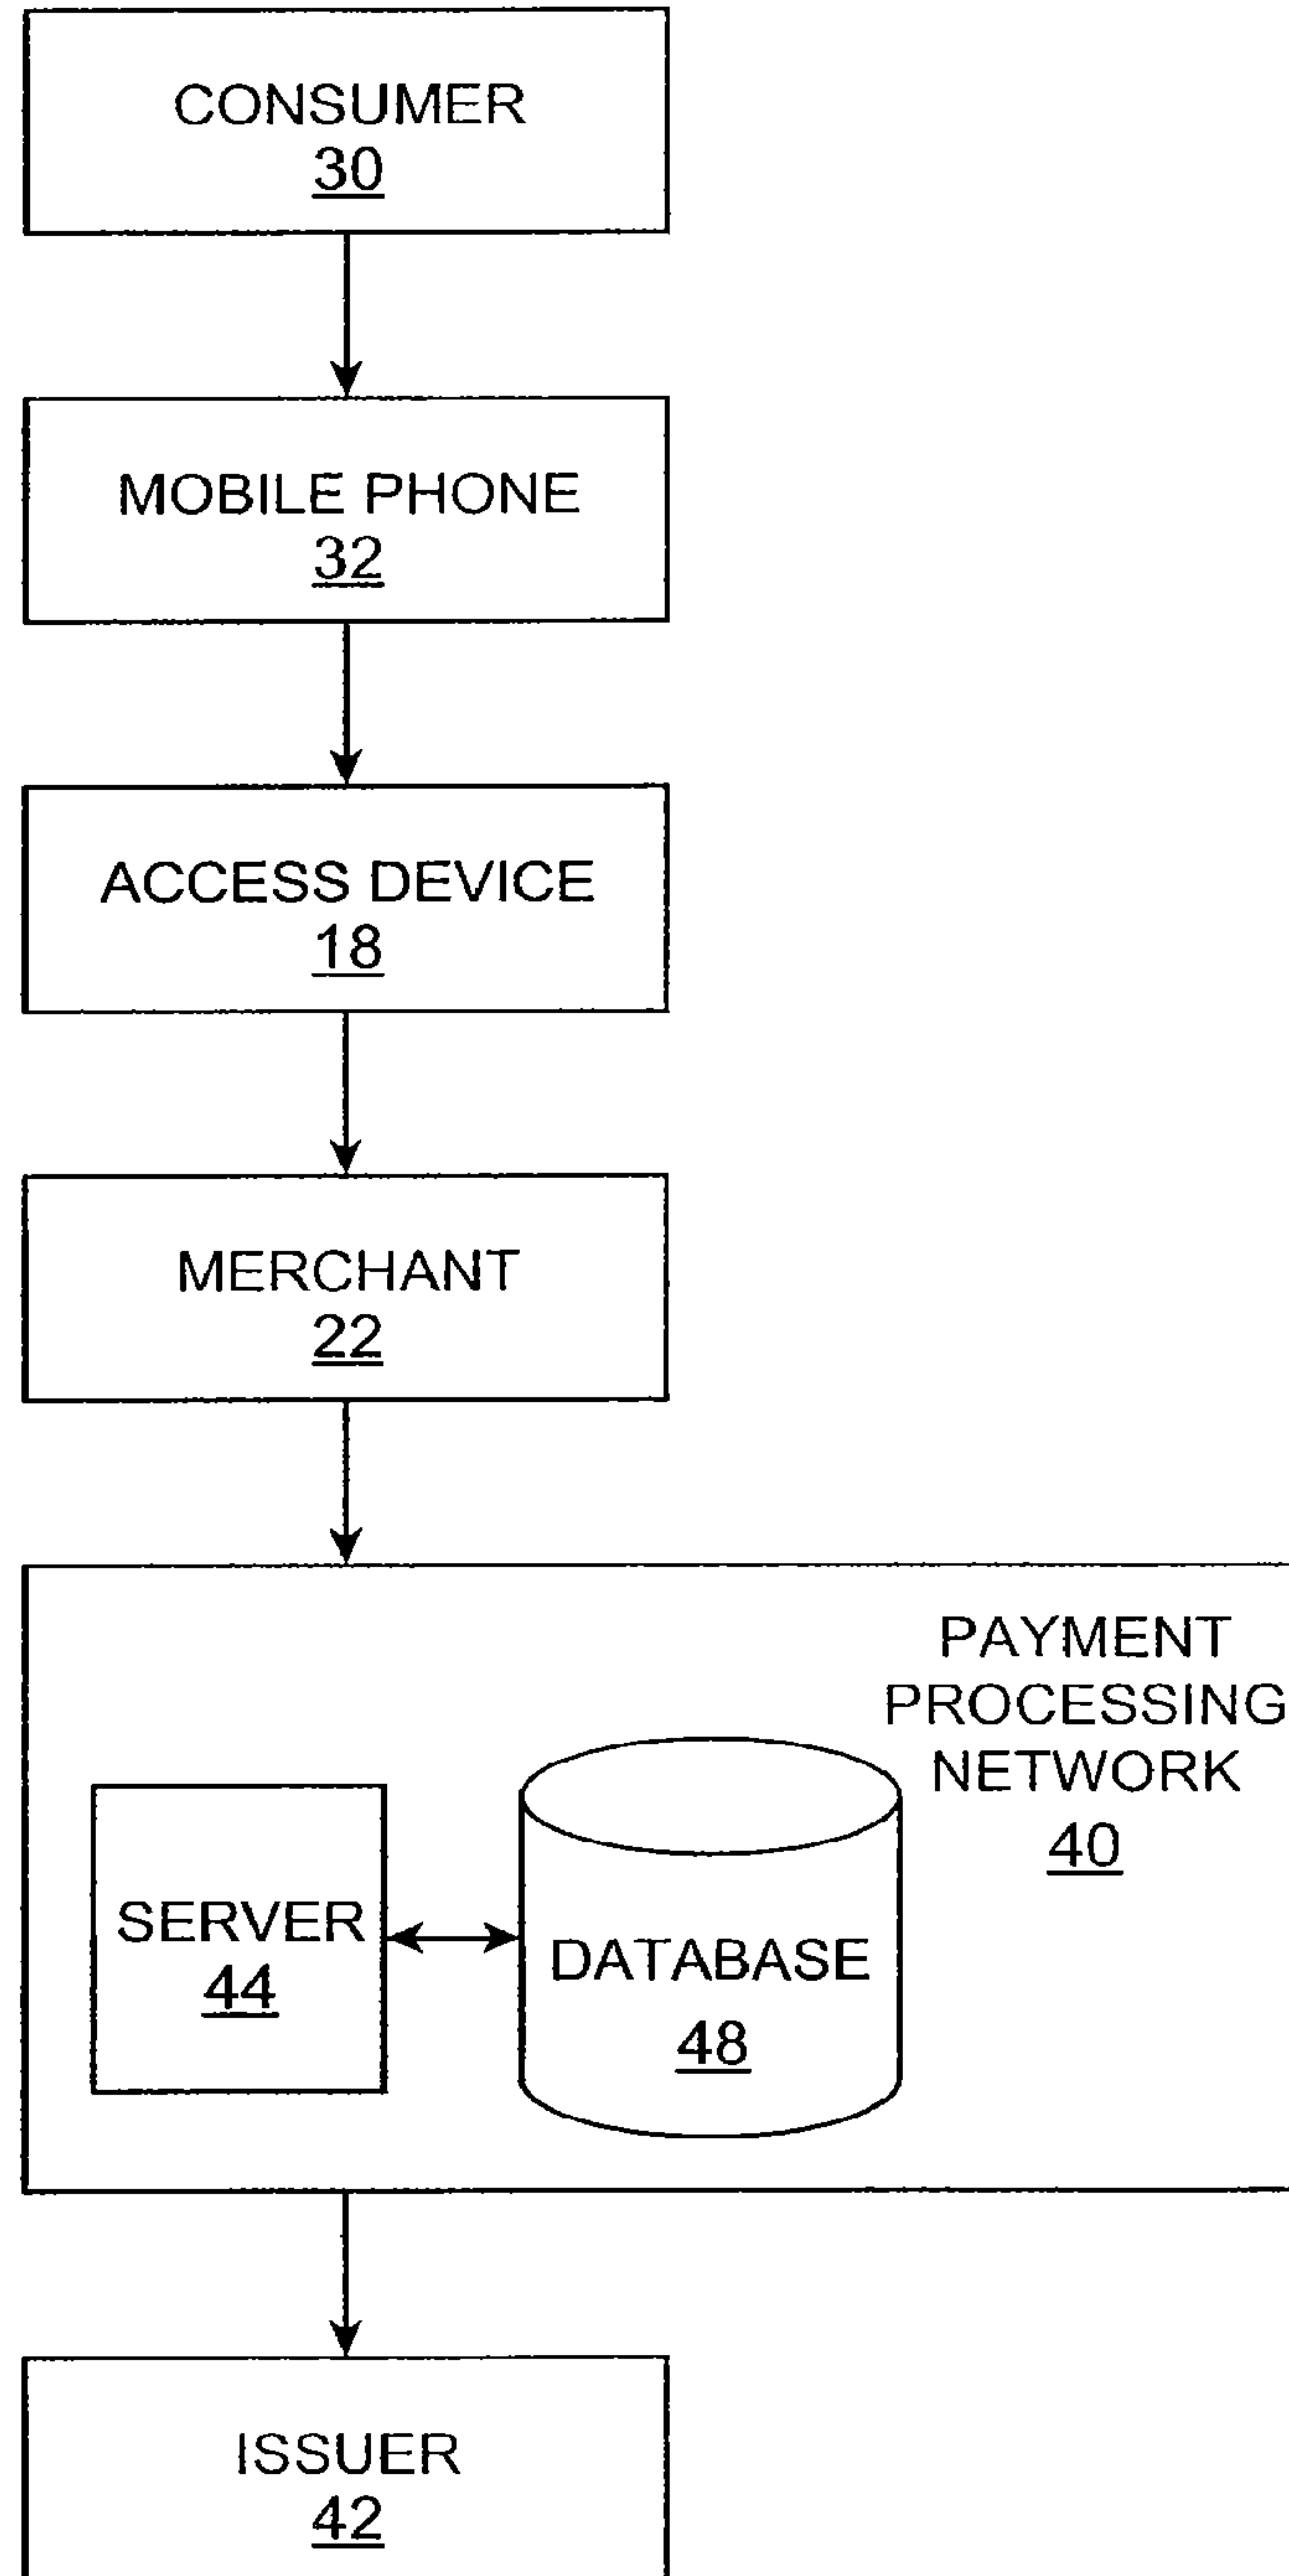 CONSUMER
30
MOBILE PHONE
32
ACCESS DEVICE
18
MERCHANT
22
PAYMENT
PROCESSING
NETWORK
40
SERVER
44
DATABASE
48
ISSUER
42